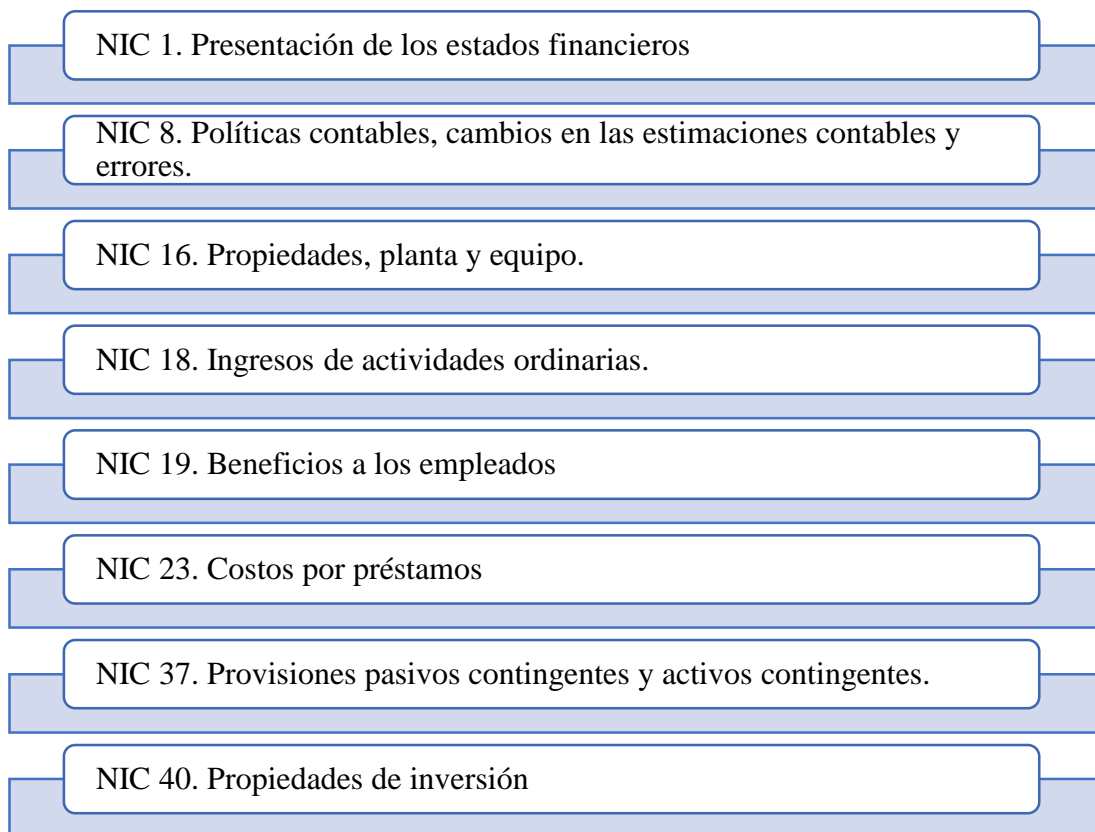 NIC 1. Presentación de los estados financieros
NIC 8. Políticas contables, cambios en las estimaciones contables y
errores.
NIC 16. Propiedades, planta y equipo.
NIC 18. Ingresos de actividades ordinarias.
NIC 19. Beneficios a los empleados
NIC 23. Costos por préstamos
NIC 37. Provisiones pasivos contingentes y activos contingentes.
NIC 40. Propiedades de inversión